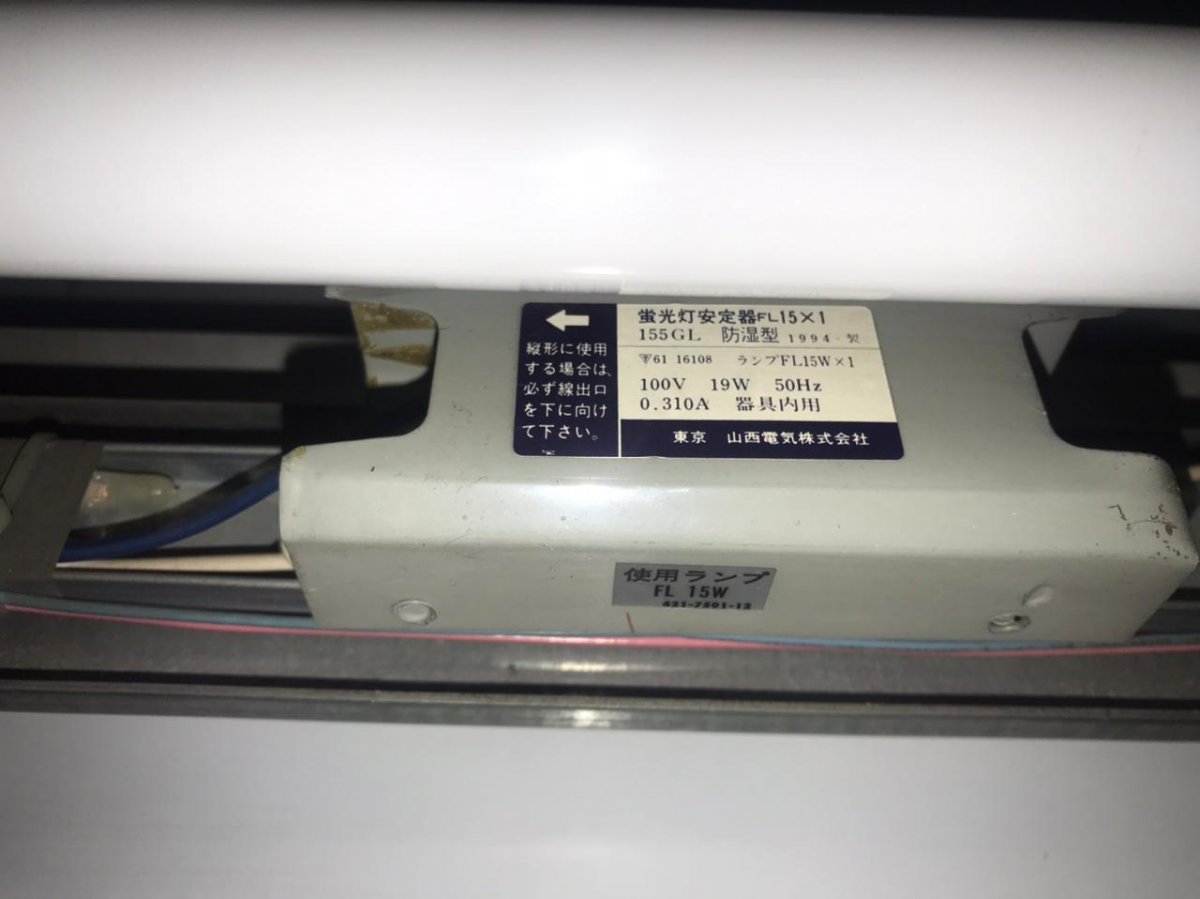 ←
縦形に使用
する場合は、
必ず線出口
を下に向け
て下さい。
蛍光灯安定器FL15×1
155GL 防湿型 1994-製
61 16108 ランプFL15W×1
100V 19W 50Hz
0.310A 器具内用
東京 山西電気株式会社
使用ランプ
FL 15W
421-7501-12